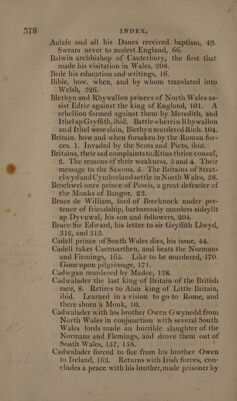 378
INDEX.
Aulafe and all his Danes received baptism, 49.
Swears never to molest England, 66.
Balwin archbishop of Canterbury, the first that
made his visitation in Wales, 208.
Bede his education and writings, 16.
Bible, how, when, and by whom translated into
Welsh, 326.
Blethyn and Rhywallon princes of North Wales as-
sist Edric against the king of England, 101. A
rebellion formed against them by Meredith, and
Ithel ap Gryffith, ibid. Battle wherein Rhywallon
and Ithel were slain, Blethyn murdered Rich. 104.
Britain, how and when forsaken by the Roman for-
ces, 1. Invaded by the Scots and Picts, ibid.
Britains, their sad complaints to Ætius thrice consul,
2. The reasons of their weakness, 3 and 4. Their
message to the Saxons, 5. The Britains of Strat-
clwyd and Cumberland settle in North Wales, 38.
Brochwel once prince of Powis, a great defender of
the Monks of Bangor, 23.
Bruce de William, lord of Brecknock under pre-
tence of friendship, barbarously murders sidsyllt
ap Dyvnwal, his son and followers, 204.
Bruce Sir Edward, his letter to sir Gryffith Llwyd,
312, and 313.
Cadell prince of South Wales dies, his issue, 44.
Cadell takes Caermarthen, and beats the Normans
and Flemings, 163. Like to be murdered, 170.
Gone upon pilgrimage, 171.
Cadwgan murdered by Madoc, 138.
Cadwalader the last king of Britain of the British
race, 8. Retires to Alan king of Little Britain,
ibid. Learned in a vision to go to Rome, and
there shorn a Monk, 10.
Cadwalader with his brother Owen Gwynedd from
North Wales in conjunction with several South
Wales lords made an horrible slaughter of the
Normans and Flemings, and drove them out of
South Wales, 157, 158.
Cadwalader forced to flee from his brother Owen
to Ireland, 163. Returns with Irish forces, con-
cludes a peace with his brother, made prisoner by